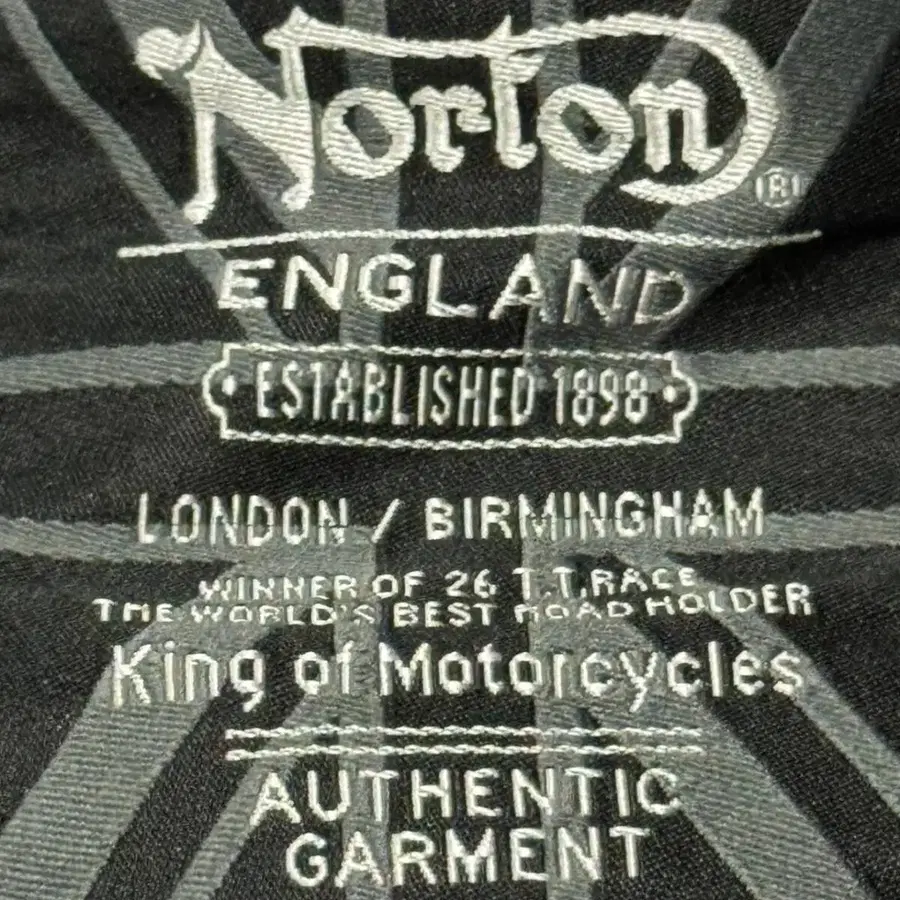 Norton®
ENGLAND
ESTABLISHED 1898
LONDON / BIRMINGHAM
WINNER OF 26 T.T.RACE
THE WORLD'S BEST ROAD HOLDER
King of Motorcycles
AUTHENTIC
GARMENT